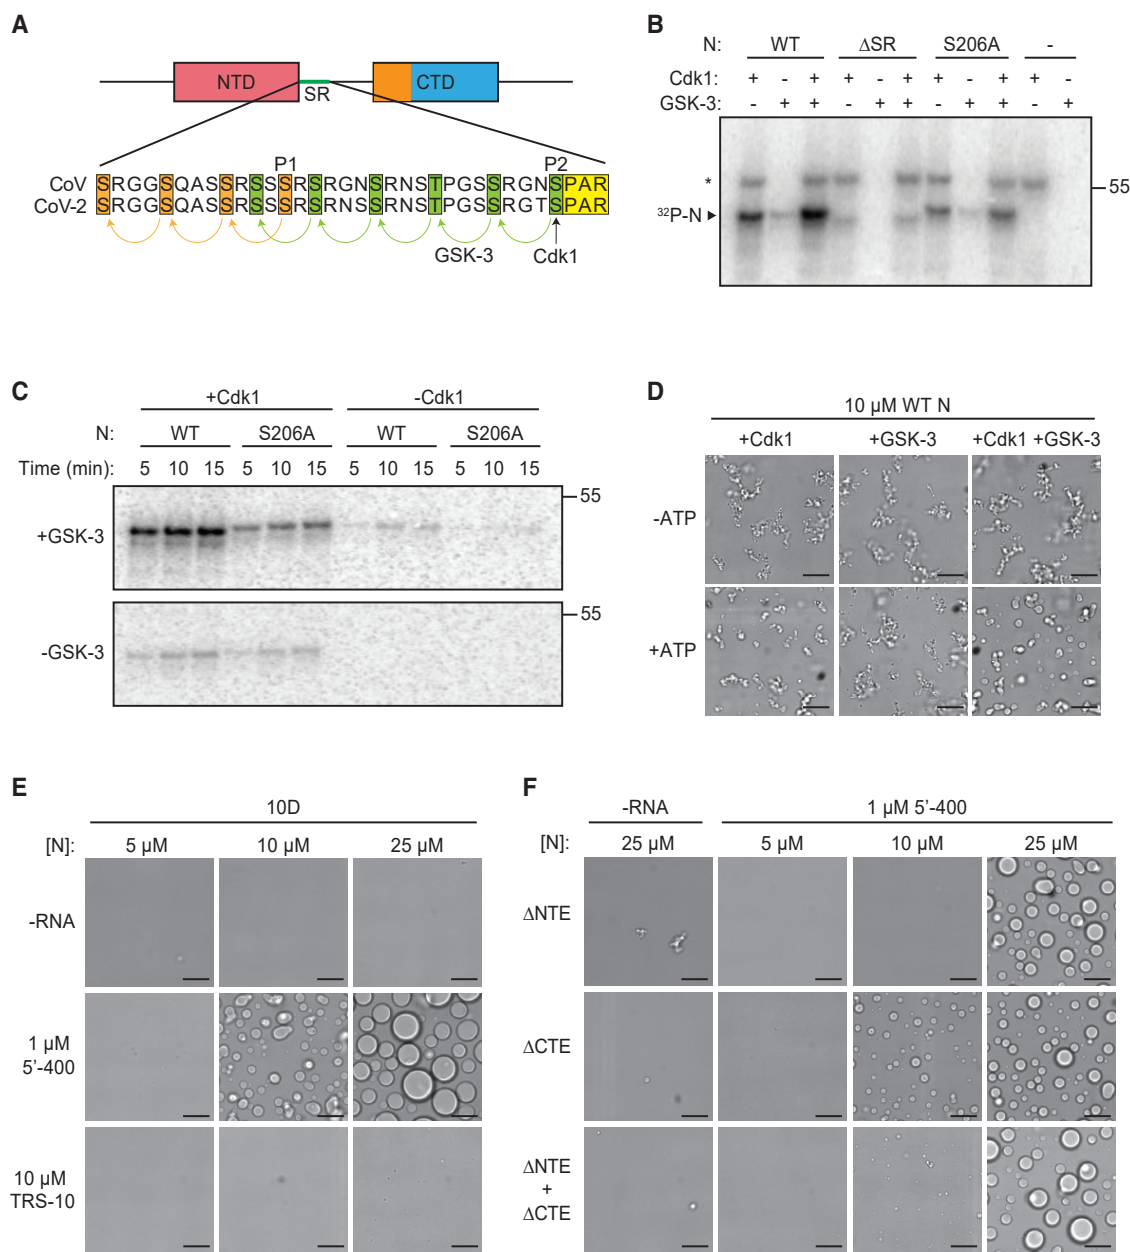 A
NTD
SR
CTD
P1
P2
CoV
SRGGSQASSRSSSRSRGNSRNSTPGSSRGNSPAR
CoV-2
SRGGSQASSRSSSRSRNSSRNSTPGSSRGTSPAR
GSK-3
Cdk1
B
N: WT ΔSR S206A -
Cdk1: + - + + - + + - + + -
GSK-3: - + + - + + - + + - +
*
55
32P-N
C
+Cdk1 -Cdk1
N: WT S206A WT S206A
Time (min): 5 10 15 5 10 15 5 10 15 5 10 15
55
+GSK-3
55
-GSK-3
D
10 µM WT N
+Cdk1 +GSK-3 +Cdk1 +GSK-3
-ATP
+ATP
E
10D
[N]: 5 µM 10 µM 25 µM
-RNA
1 µM
5’-400
10 µM
TRS-10
F
-RNA 1 µM 5’-400
[N]: 25 µM 5 µM 10 µM 25 µM
ΔNTE
ΔCTE
ΔNTE
+
ΔCTE